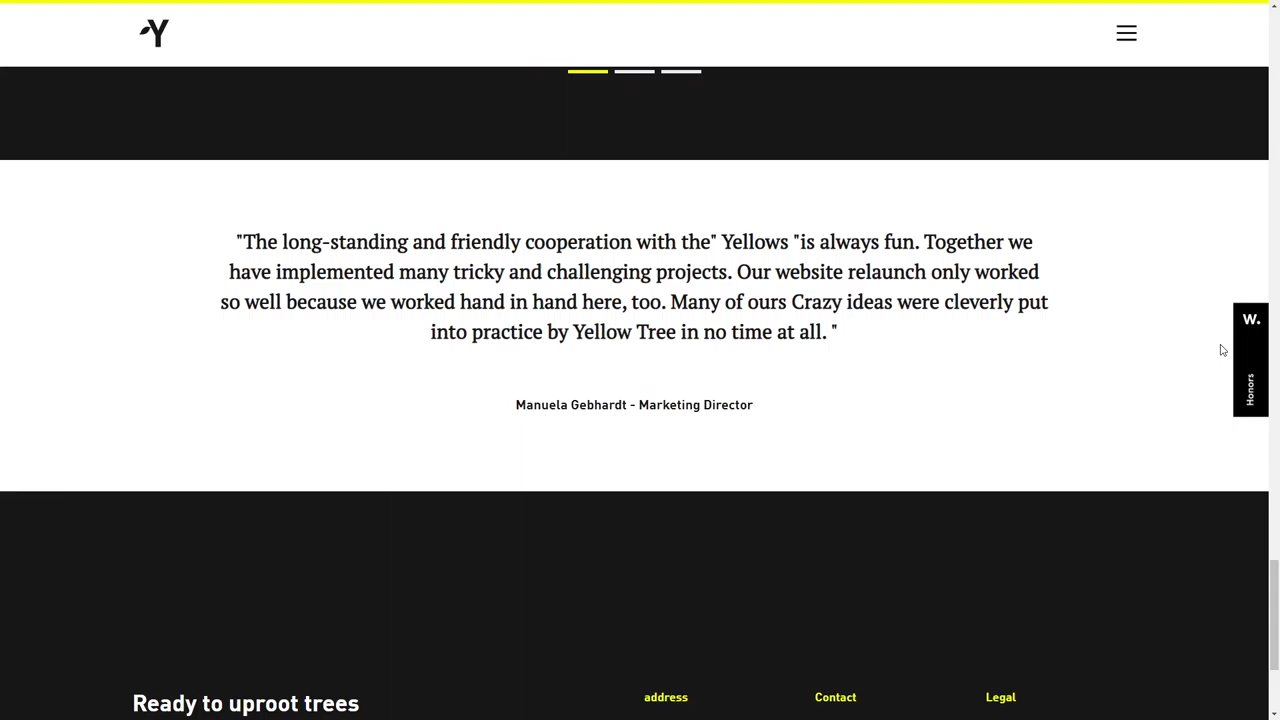 Y
"The long-standing and friendly cooperation with the" Yellows "is always fun. Together we
have implemented many tricky and challenging projects. Our website relaunch only worked
so well because we worked hand in hand here, too. Many of ours Crazy ideas were cleverly put
into practice by Yellow Tree in no time at all. "
Manuela Gebhardt - Marketing Director
W.
Honors
Ready to uproot trees
address
Contact
Legal